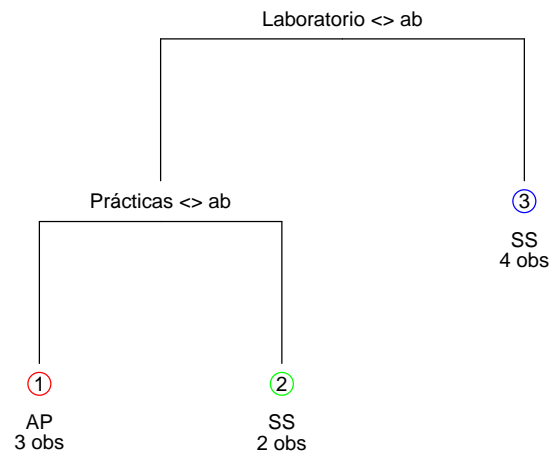 Laboratorio <> ab
Prácticas <> ab
3
SS
4 obs
1
AP
3 obs
2
SS
2 obs